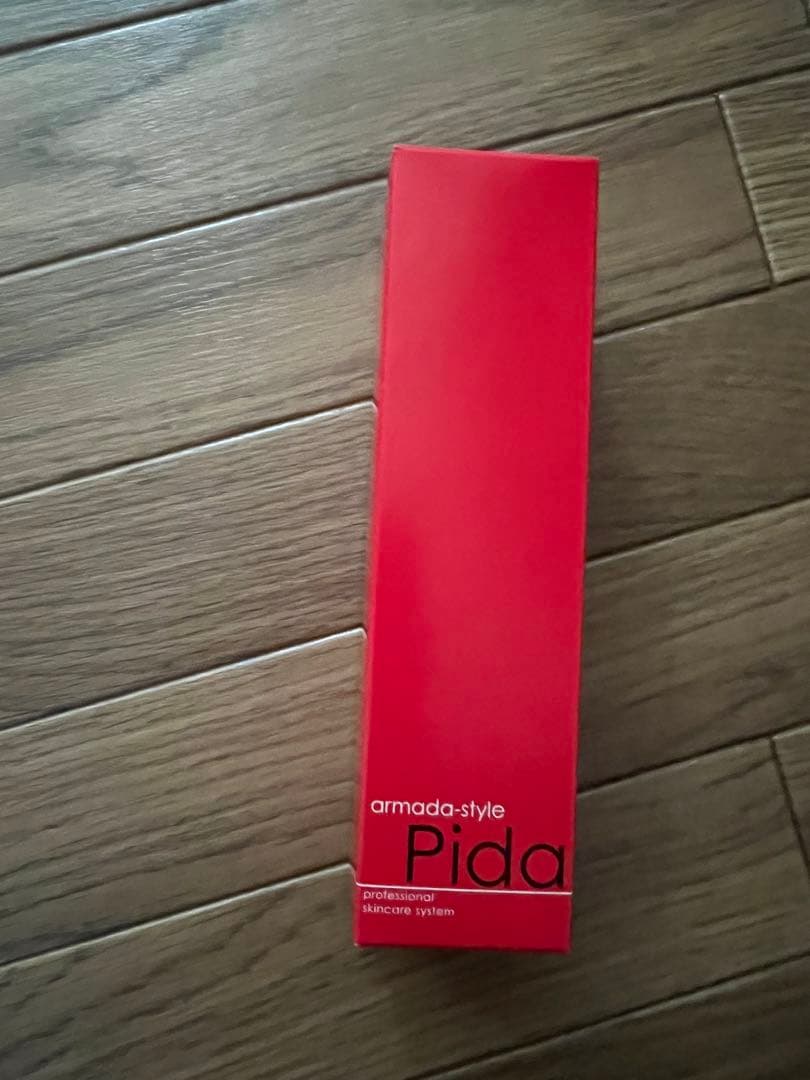 armada-style
Pida
professional
skincare system